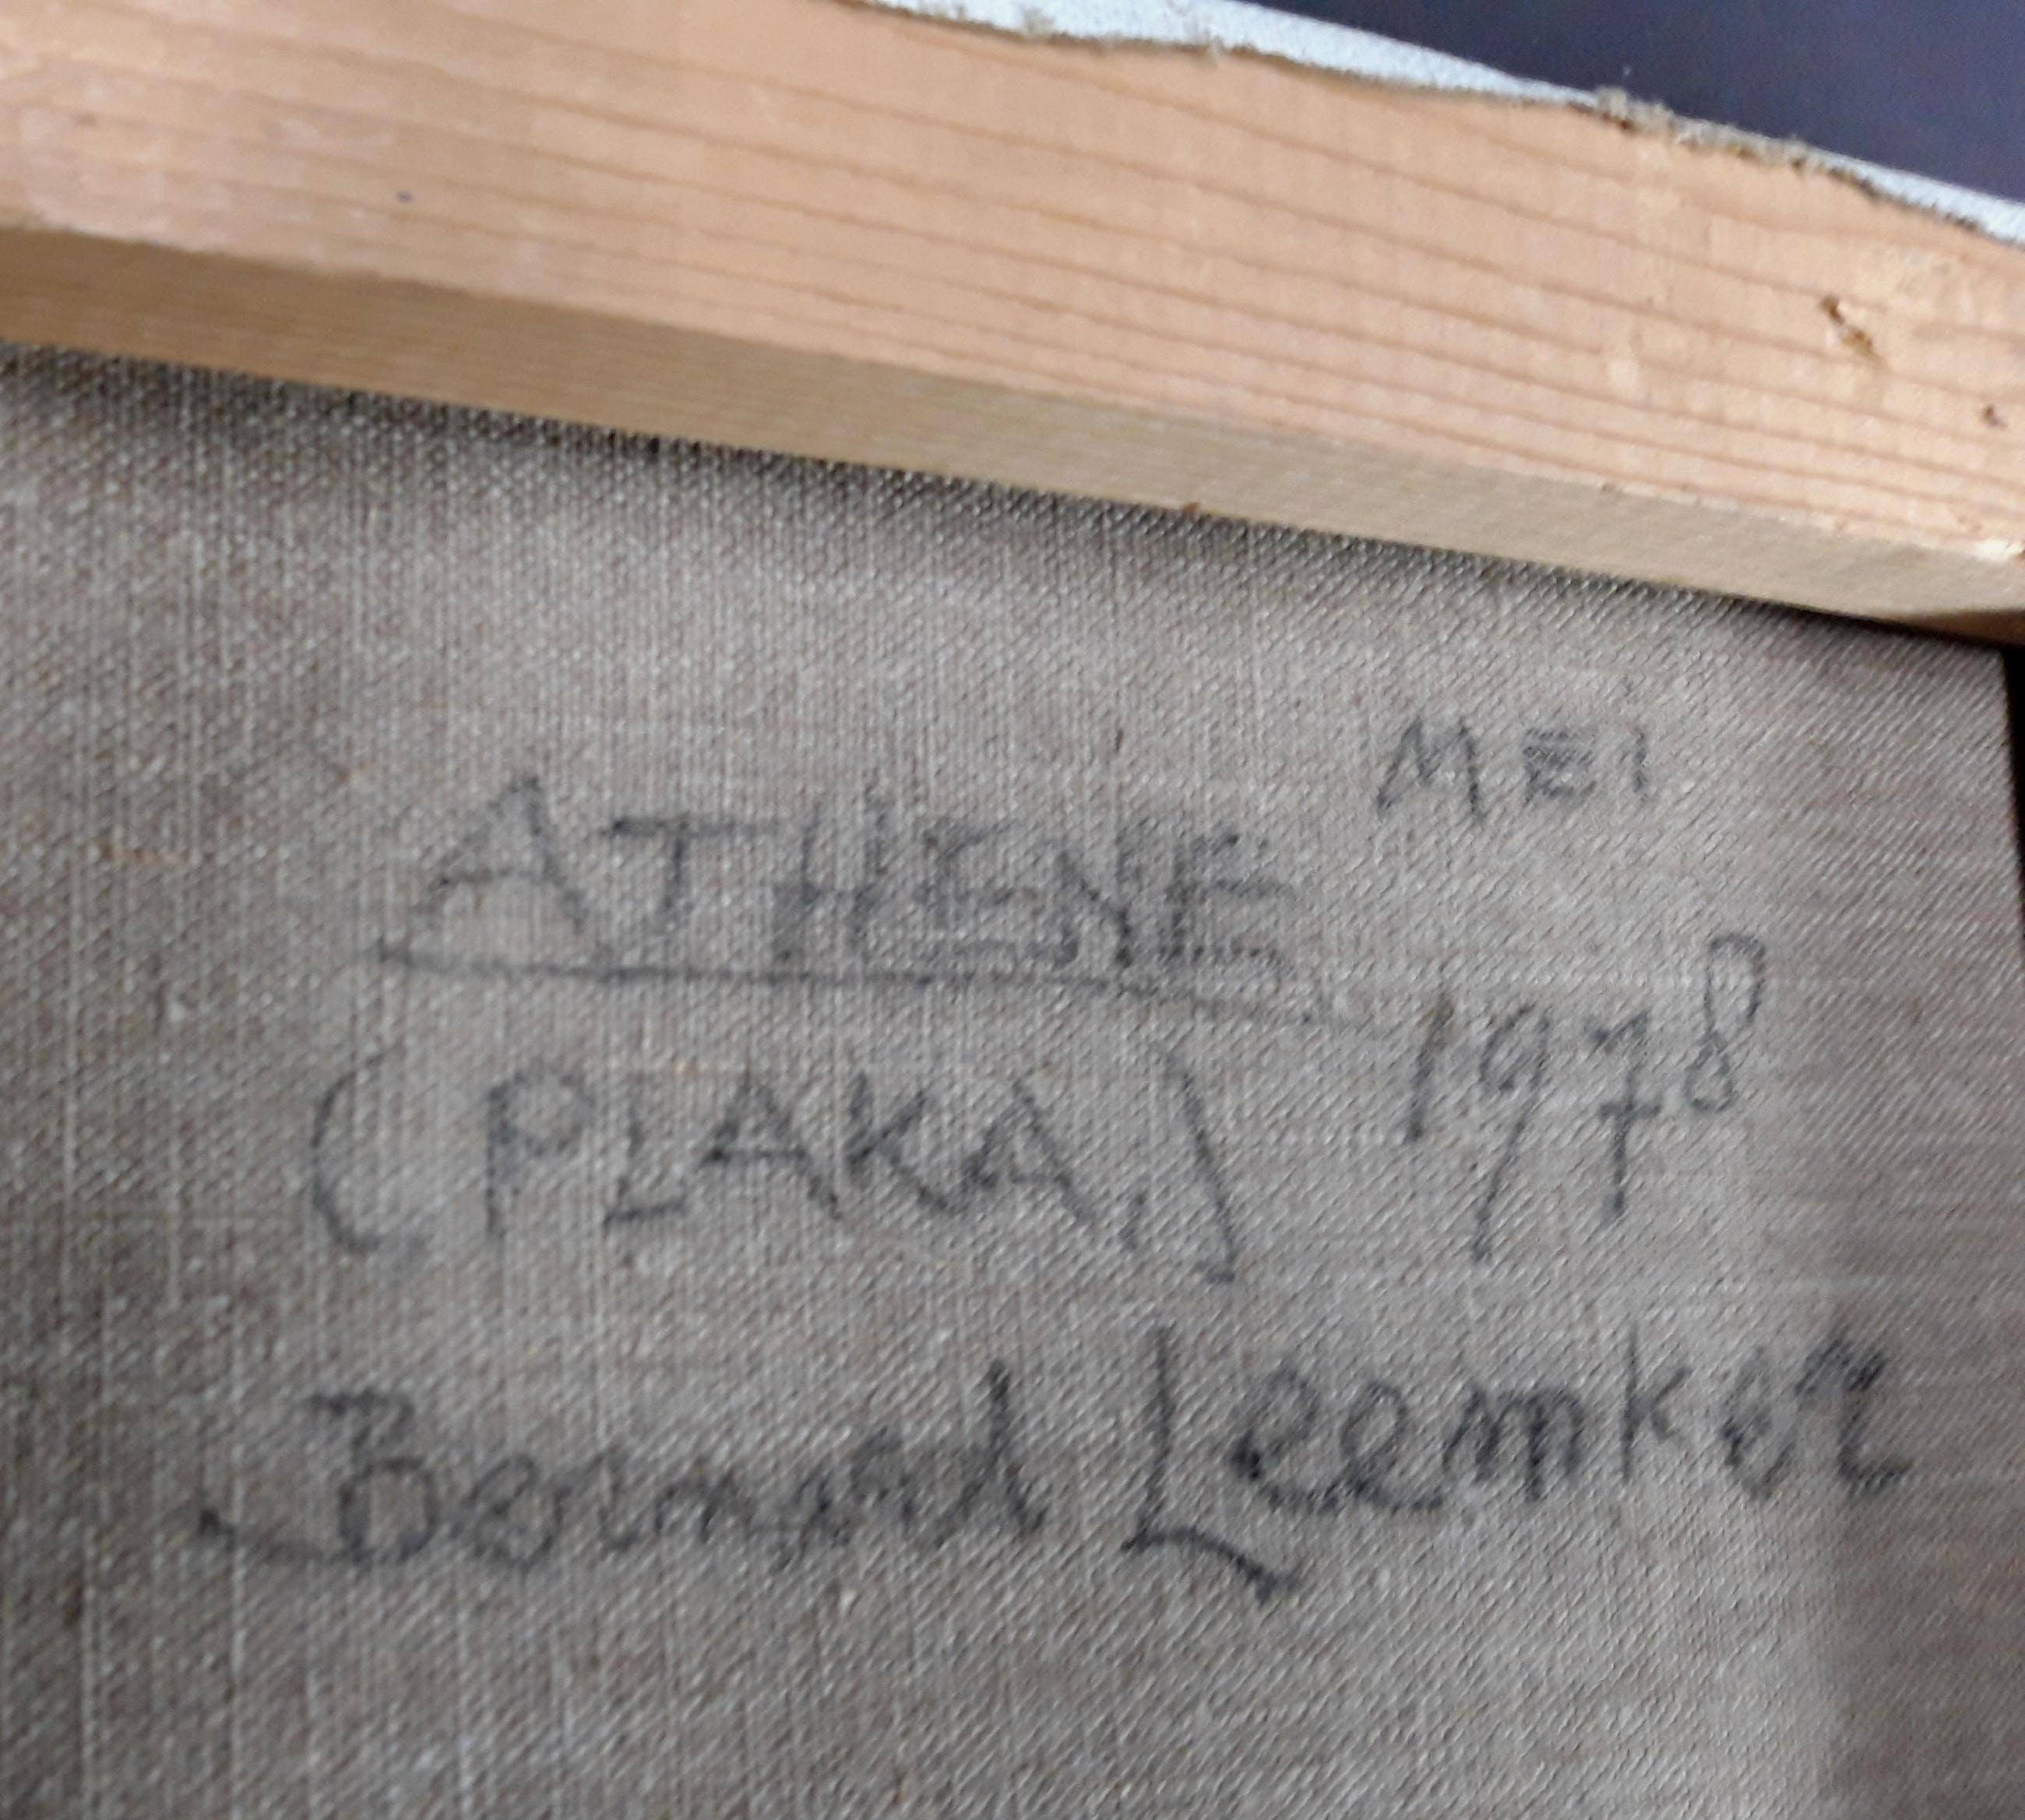 MEI
ATHENE
(PLAKA,) 1978
Bernard Leemker